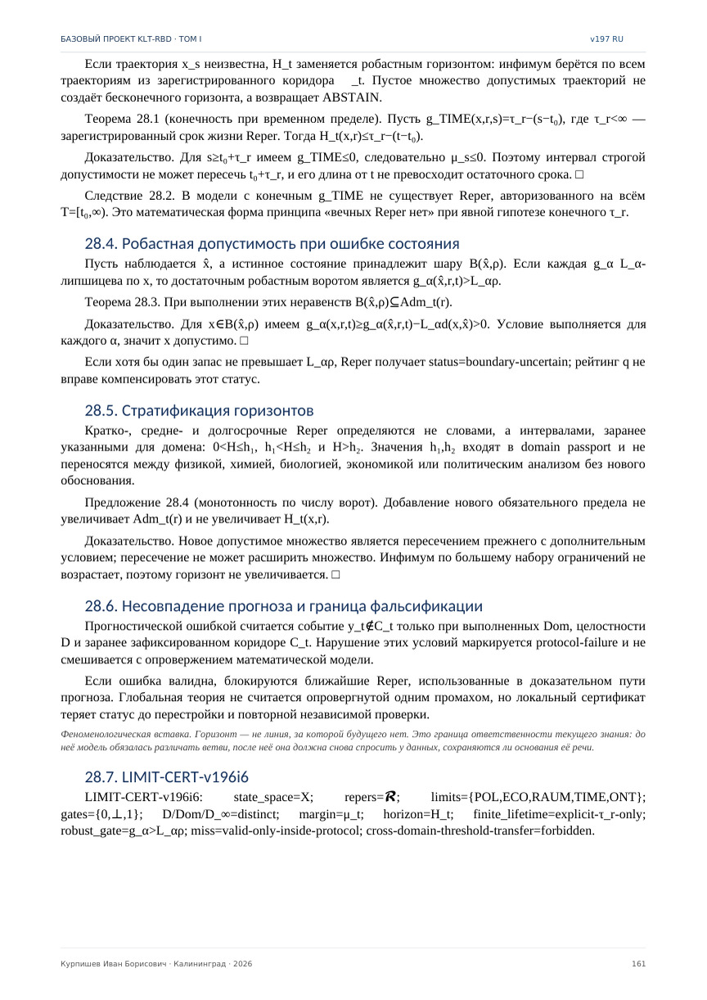 БАЗОВЫЙ ПРОЕКТ KLT-RBD · ТОМ I
v197 RU
Если траектория x_s неизвестна, H_t заменяется робастным горизонтом: инфимум берётся по всем
траекториям из зарегистрированного коридора _t. Пустое множество допустимых траекторий не
создаёт бесконечного горизонта, а возвращает ABSTAIN.
Теорема 28.1 (конечность при временном пределе). Пусть g_TIME(x,r,s)=τ_r−(s−t₀), где τ_r<∞ —
зарегистрированный срок жизни Reper. Тогда H_t(x,r)≤τ_r−(t−t₀).
Доказательство. Для s≥t₀+τ_r имеем g_TIME≤0, следовательно μ_s≤0. Поэтому интервал строгой
допустимости не может пересечь t₀+τ_r, и его длина от t не превосходит остаточного срока. □
Следствие 28.2. В модели с конечным g_TIME не существует Reper, авторизованного на всём
T=[t₀,∞). Это математическая форма принципа «вечных Reper нет» при явной гипотезе конечного τ_r.
28.4. Робастная допустимость при ошибке состояния
Пусть наблюдается x̂, а истинное состояние принадлежит шару B(x̂,ρ). Если каждая g_α L_α-
липшицева по x, то достаточным робастным воротом является g_α(x̂,r,t)>L_αρ.
Теорема 28.3. При выполнении этих неравенств B(x̂,ρ)⊆Adm_t(r).
Доказательство. Для x∈B(x̂,ρ) имеем g_α(x,r,t)≥g_α(x̂,r,t)−L_αd(x,x̂)>0. Условие выполняется для
каждого α, значит x допустимо. □
Если хотя бы один запас не превышает L_αρ, Reper получает status=boundary-uncertain; рейтинг q не
вправе компенсировать этот статус.
28.5. Стратификация горизонтов
Кратко-, средне- и долгосрочные Reper определяются не словами, а интервалами, заранее
указанными для домена: 0<H≤h₁, h₁<H≤h₂ и H>h₂. Значения h₁,h₂ входят в domain passport и не
переносятся между физикой, химией, биологией, экономикой или политическим анализом без нового
обоснования.
Предложение 28.4 (монотонность по числу ворот). Добавление нового обязательного предела не
увеличивает Adm_t(r) и не увеличивает H_t(x,r).
Доказательство. Новое допустимое множество является пересечением прежнего с дополнительным
условием; пересечение не может расширить множество. Инфимум по большему набору ограничений не
возрастает, поэтому горизонт не увеличивается. □
28.6. Несовпадение прогноза и граница фальсификации
Прогностической ошибкой считается событие y_t∉C_t только при выполненных Dom, целостности
D и заранее зафиксированном коридоре C_t. Нарушение этих условий маркируется protocol-failure и не
смешивается с опровержением математической модели.
Если ошибка валидна, блокируются ближайшие Reper, использованные в доказательном пути
прогноза. Глобальная теория не считается опровергнутой одним промахом, но локальный сертификат
теряет статус до перестройки и повторной независимой проверки.
Феноменологическая вставка. Горизонт — не линия, за которой будущего нет. Это граница ответственности текущего знания: до
неё модель обязалась различать ветви, после неё она должна снова спросить у данных, сохраняются ли основания её речи.
28.7. LIMIT-CERT-v196i6
LIMIT-CERT-v196i6: state_space=X; repers=𝓡; limits={POL,ECO,RAUM,TIME,ONT};
gates={0,⊥,1}; D/Dom/D_∞=distinct; margin=μ_t; horizon=H_t; finite_lifetime=explicit-τ_r-only;
robust_gate=g_α>L_αρ; miss=valid-only-inside-protocol; cross-domain-threshold-transfer=forbidden.
Курпишев Иван Борисович · Калининград · 2026
161